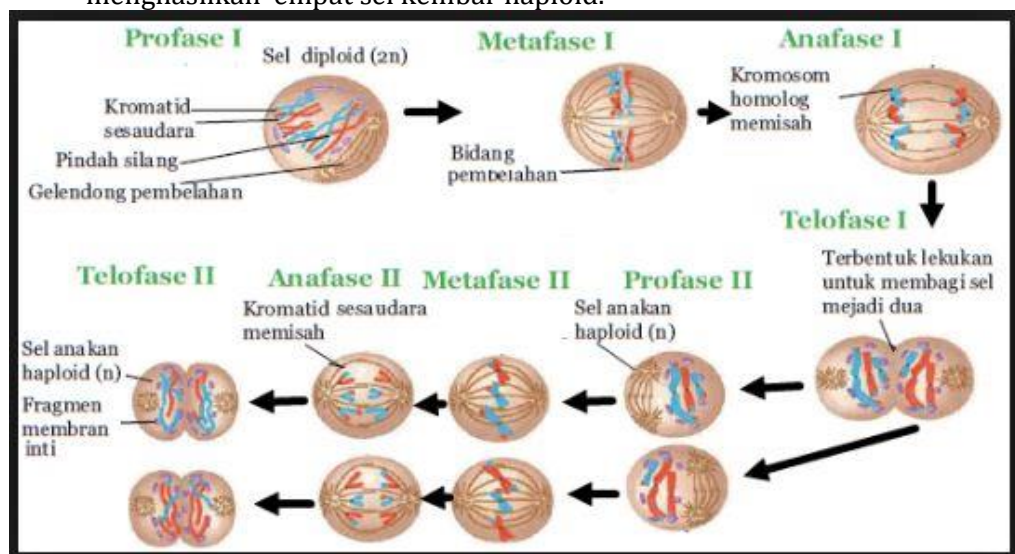 menghasilkan empat sel kembar haploid.
Profase I
Metafase I
Anafase I
Sel diploid (2n)
Kromatid
sesaudara
Pindah silang
Gelendong pembelahan
Bidang
pembelahan
Kromosom
homolog
memisah
Telofase I
Terbentuk lekukan
untuk membagi sel
mejadi dua
Profase II
Sel anakan
haploid (n)
Metafase II
Anafase II
Kromatid sesaudara
memisah
Telofase II
Sel anakan
haploid (n)
Fragmen
membran
inti